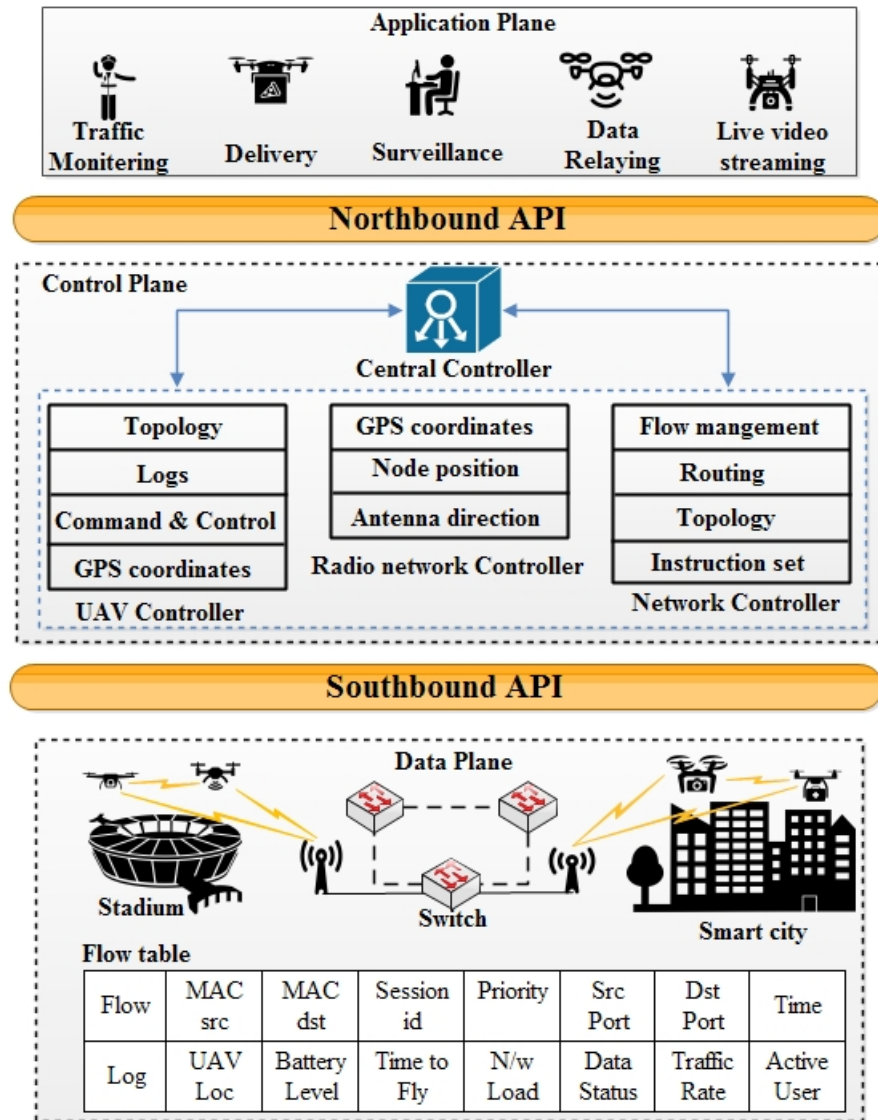 Application Plane
Traffic
Monitering
Delivery
Surveillance
Data
Relaying
Live video
streaming
Northbound API
Control Plane
Central Controller
Topology
Logs
Command & Control
GPS coordinates
UAV Controller
GPS coordinates
Node position
Antenna direction
Radio network Controller
Flow mangement
Routing
Topology
Instruction set
Network Controller
Southbound API
Data Plane
Stadium
Switch
Smart city
Flow table
Flow
MAC
src
MAC
dst
Session
id
Priority
Src
Port
Dst
Port
Time
Log
UAV
Loc
Battery
Level
Time to
Fly
N/w
Load
Data
Status
Traffic
Rate
Active
User